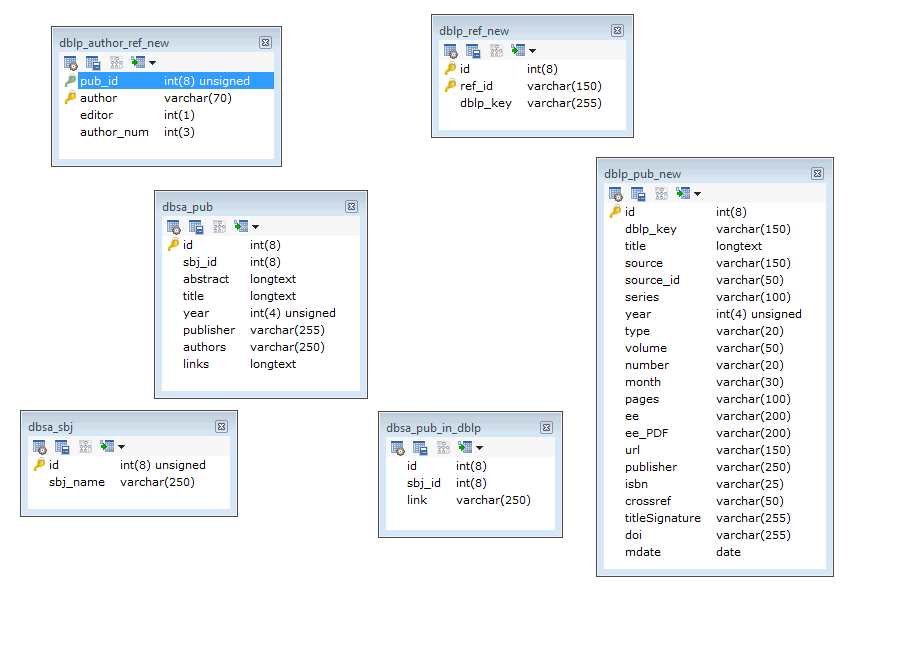 dblp_author_ref_new
pub_id int(8) unsigned
author varchar(70)
editor int(1)
author_num int(3)
dblp_ref_new
id int(8)
ref_id varchar(150)
dblp_key varchar(255)
dbsa_pub
id int(8)
sbj_id int(8)
abstract longtext
title longtext
year int(4) unsigned
publisher varchar(255)
authors varchar(250)
links longtext
dblp_pub_new
id int(8)
dblp_key varchar(150)
title longtext
source varchar(150)
source_id varchar(50)
series varchar(100)
year int(4) unsigned
type varchar(20)
volume varchar(50)
number varchar(20)
month varchar(30)
pages varchar(100)
ee varchar(200)
ee_PDF varchar(200)
url varchar(150)
publisher varchar(250)
isbn varchar(25)
crossref varchar(50)
titleSignature varchar(255)
doi varchar(255)
mdate date
dbsa_sbj
id int(8) unsigned
sbj_name varchar(250)
dbsa_pub_in_dblp
id int(8)
sbj_id int(8)
link varchar(250)